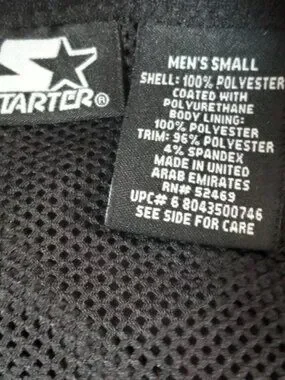 STARTER®
MEN'S SMALL
SHELL: 100% POLYESTER
COATED WITH
POLYURETHANE
BODY LINING:
100% POLYESTER
TRIM: 96% POLYESTER
4% SPANDEX
MADE IN UNITED
ARAB EMIRATES
RN# 52469
UPC# 6 8043500746
SEE SIDE FOR CARE